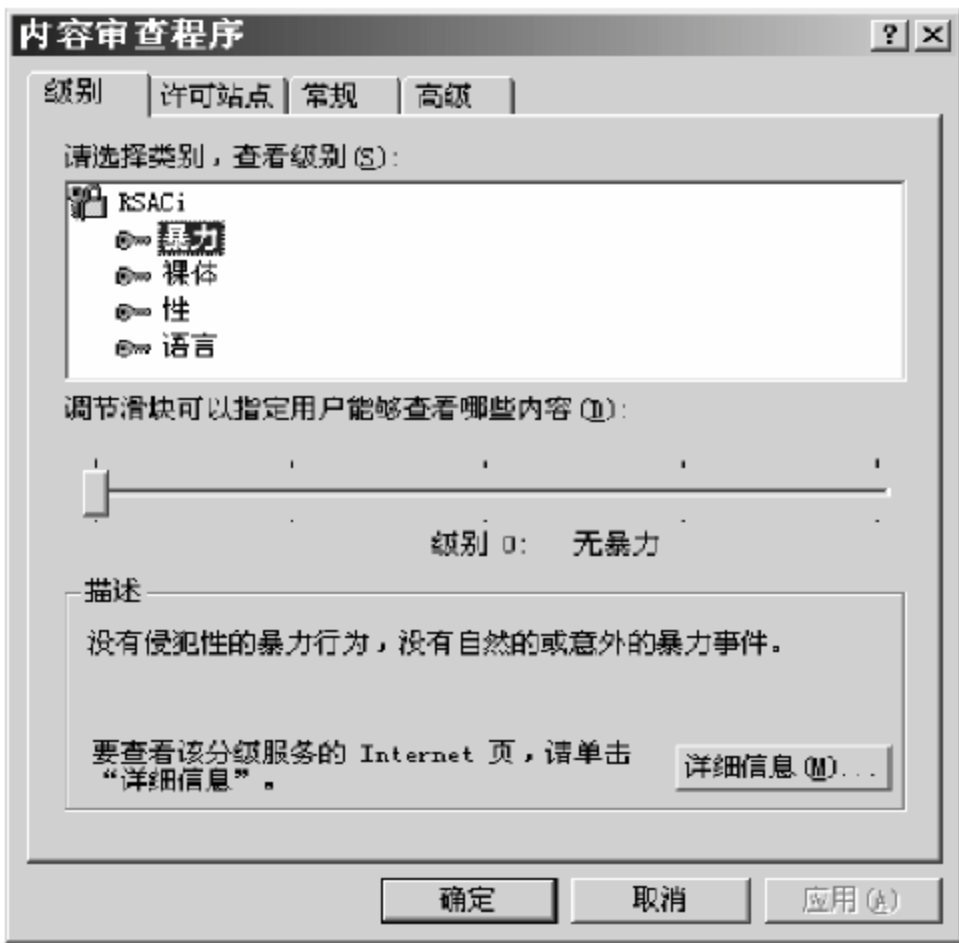 内容审查程序
级别 许可站点 常规 高级
请选择类别，查看级别(S):
RSACi
暴力
裸体
性
语言
调节滑块可以指定用户能够查看哪些内容(D):
级别 0: 无暴力
描述
没有侵犯性的暴力行为，没有自然的或意外的暴力事件。
要查看该分级服务的 Internet 页，请单击
“详细信息”。
详细信息(M)...
确定 取消 应用(A)